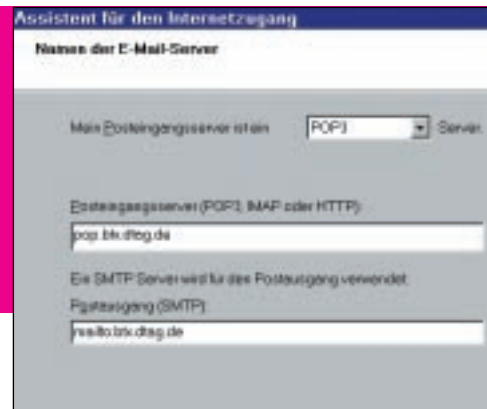 Assistent für den Internetzugang
Namen der E-Mail-Server
Mein Posteingangsserver ist ein POP3 Server.
Posteingangsserver (POP3, IMAP oder HTTP):
pop.btx.dtag.de
Ein SMTP-Server wird für den Postausgang verwendet.
Postausgang (SMTP):
mailto.btx.dtag.de